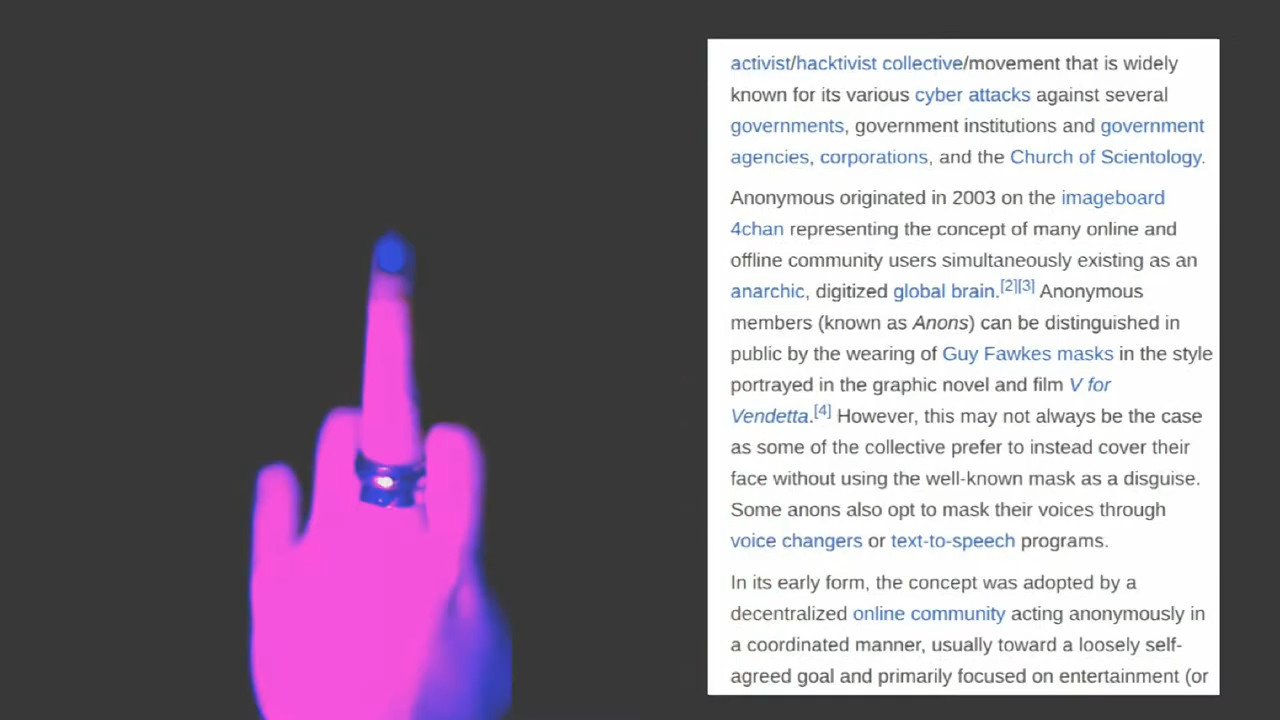 activist/hacktivist collective/movement that is widely
known for its various cyber attacks against several
governments, government institutions and government
agencies, corporations, and the Church of Scientology.
Anonymous originated in 2003 on the imageboard
4chan representing the concept of many online and
offline community users simultaneously existing as an
anarchic, digitized global brain.[2][3] Anonymous
members (known as Anons) can be distinguished in
public by the wearing of Guy Fawkes masks in the style
portrayed in the graphic novel and film V for
Vendetta.[4] However, this may not always be the case
as some of the collective prefer to instead cover their
face without using the well-known mask as a disguise.
Some anons also opt to mask their voices through
voice changers or text-to-speech programs.
In its early form, the concept was adopted by a
decentralized online community acting anonymously in
a coordinated manner, usually toward a loosely self-
agreed goal and primarily focused on entertainment (or